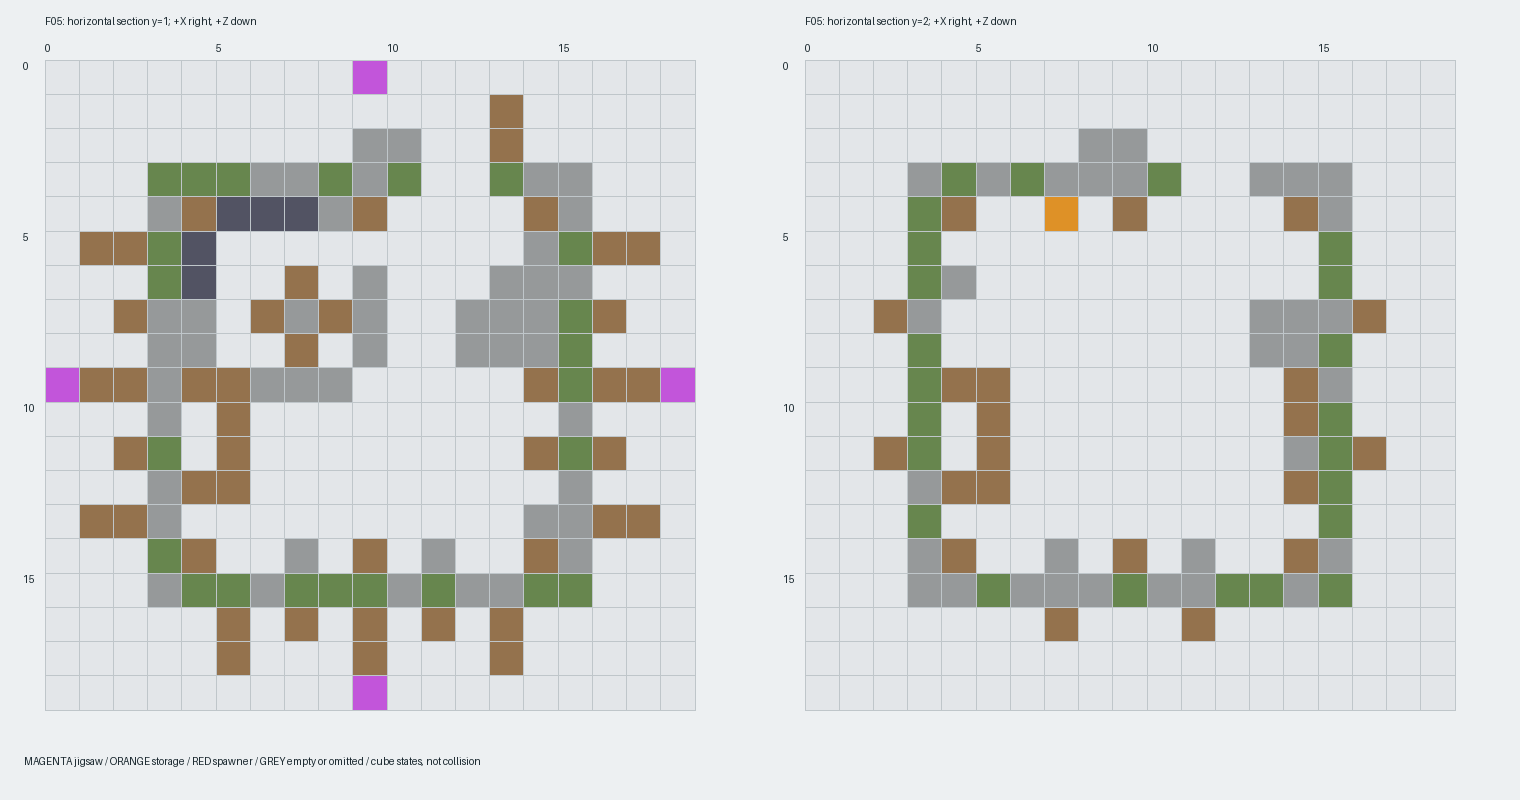 F05: horizontal section y=1; +X right, +Z down
F05: horizontal section y=2; +X right, +Z down
0 5 10 15
0 5 10 15
0
5
10
15
0
5
10
15
MAGENTA jigsaw / ORANGE storage / RED spawner / GREY empty or omitted / cube states, not collision